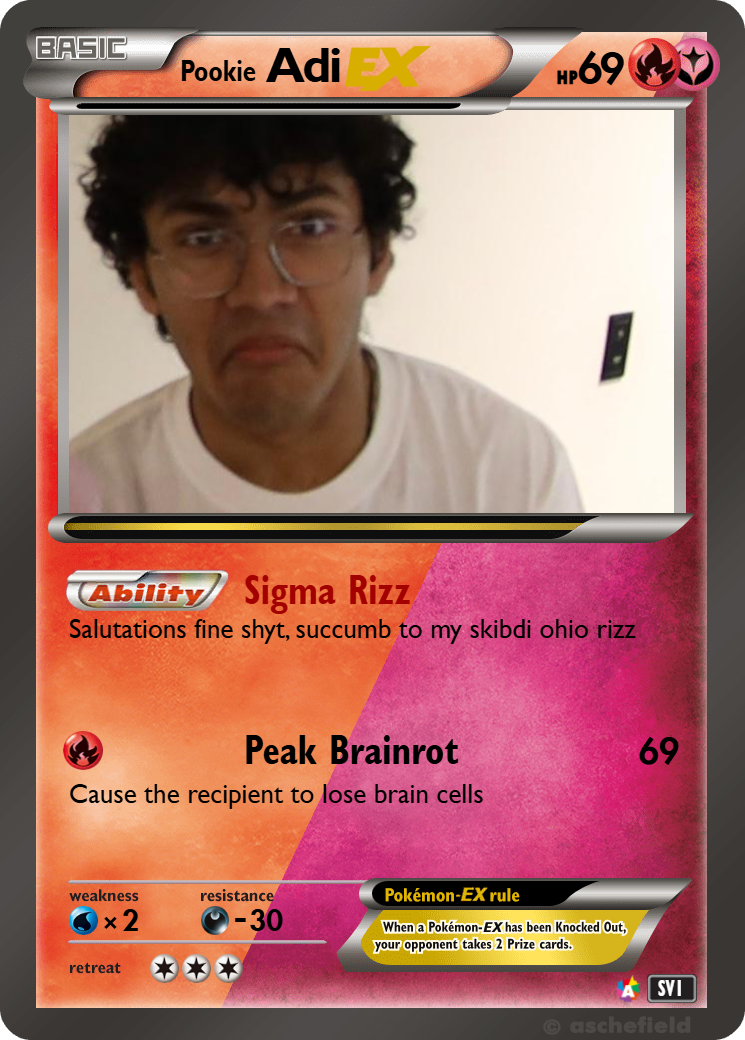 BASIC
Pookie Adi EX HP 69
Ability Sigma Rizz
Salutations fine shyt, succumb to my skibdi ohio rizz
Peak Brainrot 69
Cause the recipient to lose brain cells
weakness resistance
×2 -30
Pokémon-EX rule
When a Pokémon-EX has been Knocked Out,
your opponent takes 2 Prize cards.
retreat
A SVI
© aschefield